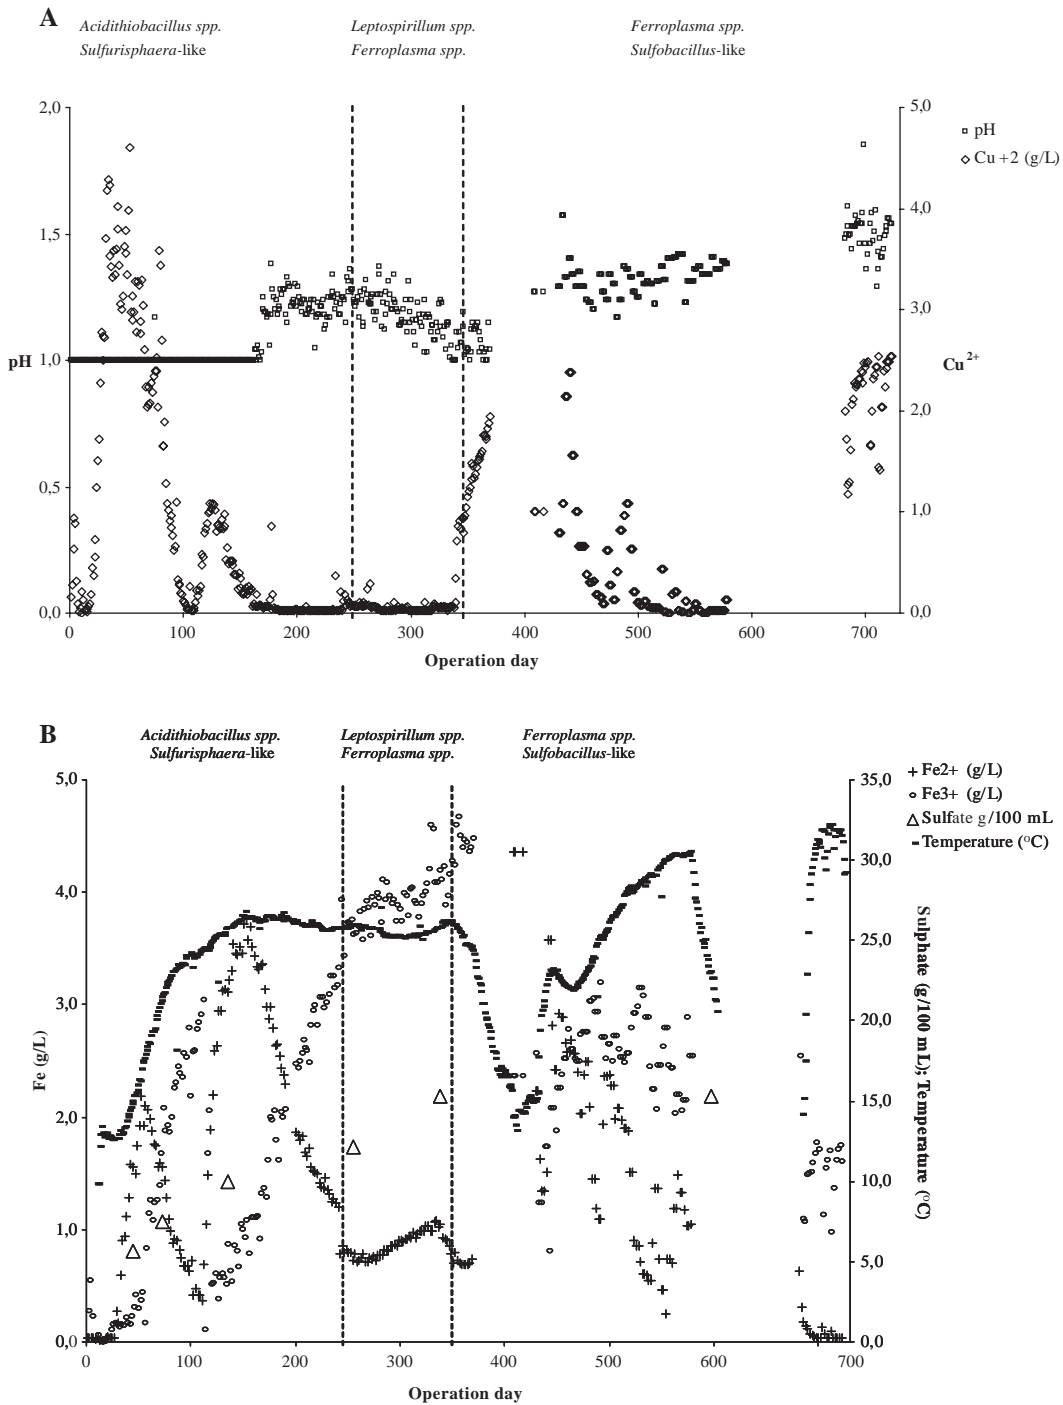 A
Acidithiobacillus spp. Leptospirillum spp. Ferroplasma spp.
Sulfurisphaera-like Ferroplasma spp. Sulfobacillus-like
2,0 5,0
pH
Cu+2 (g/L)
4,0
1,5
3,0
pH 1,0 Cu2+
2,0
0,5 1,0
0,0 0,0
0 100 200 300 400 500 600 700
Operation day
B
Acidithiobacillus spp. Leptospirillum spp. Ferroplasma spp.
Sulfurisphaera-like Ferroplasma spp. Sulfobacillus-like
5,0 35,0
Fe2+ (g/L)
Fe3+ (g/L)
Sulfate g/100 mL
Temperature (°C)
30,0
4,0
25,0
3,0
20,0
Fe (g/L)
Sulphate (g/100 mL); Temperature (°C)
2,0 15,0
10,0
1,0
5,0
0,0 0,0
0 100 200 300 400 500 600 700
Operation day